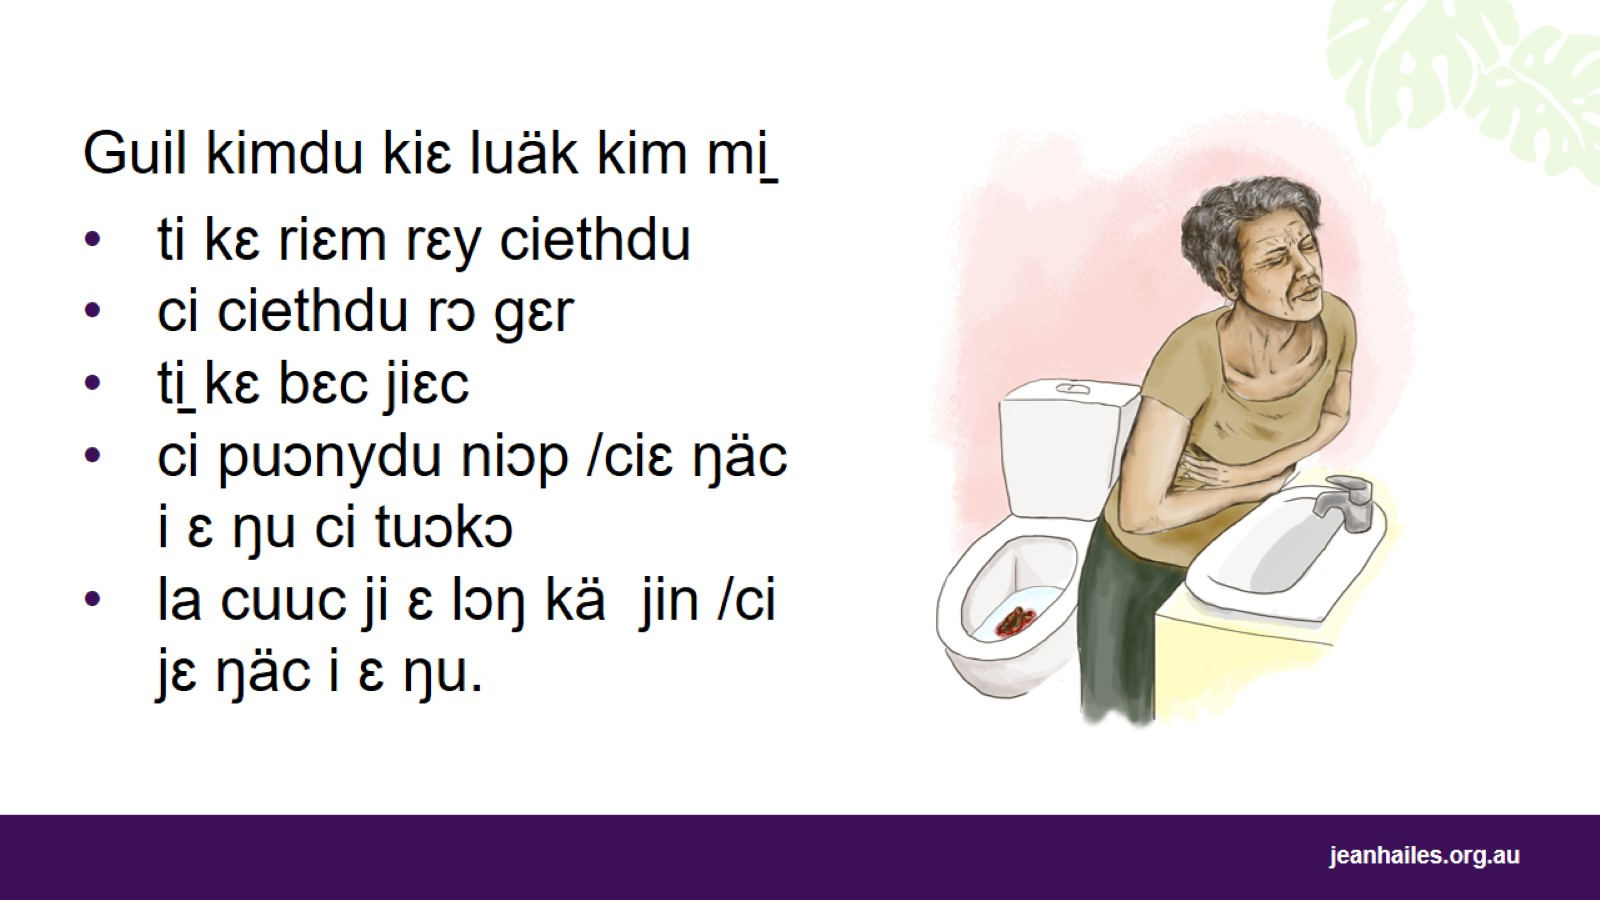 Guil kimdu kiɛ luäk kim mi̱
• ti kɛ riɛm rɛy ciethdu
• ci ciethdu rɔ gɛr
• ti̱ kɛ bɛc jiɛc
• ci puɔnydu niɔp /ciɛ ŋäc
i ɛ ŋu ci tuɔkɔ
• la cuuc ji ɛ lɔŋ kä jin /ci
jɛ ŋäc i ɛ ŋu.
jeanhailes.org.au